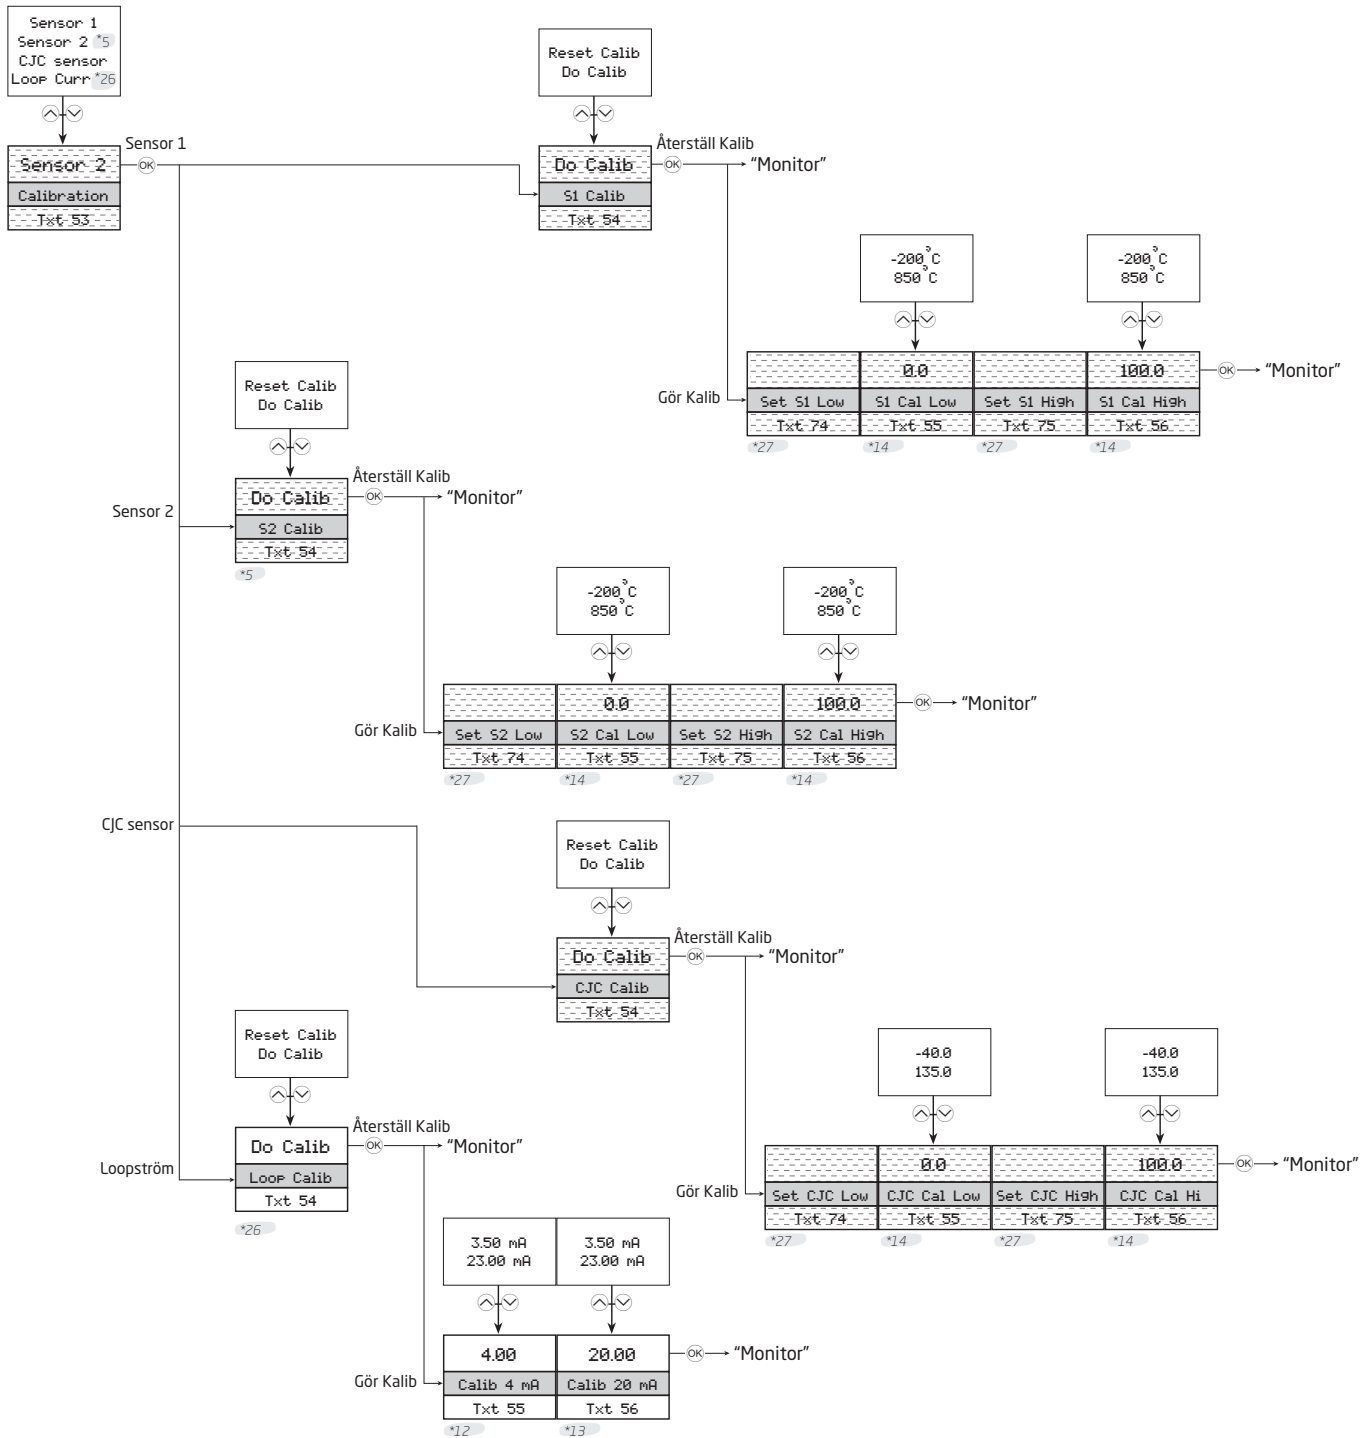 Sensor 1
Sensor 2 *5
CJC sensor
Loop Curr *26
Sensor 2
Calibration
Txt 53
Sensor 1
OK
Reset Calib
Do Calib
Do Calib
S1 Calib
Txt 54
Återställ Kalib
OK
"Monitor"
-200°C
850°C
-200°C
850°C
Gör Kalib
0.0
100.0
Set S1 Low
S1 Cal Low
Set S1 High
S1 Cal High
Txt 74
Txt 55
Txt 75
Txt 56
*27
*14
*27
*14
OK
"Monitor"
Sensor 2
Reset Calib
Do Calib
Do Calib
S2 Calib
Txt 54
*5
Återställ Kalib
OK
"Monitor"
-200°C
850°C
-200°C
850°C
Gör Kalib
0.0
100.0
Set S2 Low
S2 Cal Low
Set S2 High
S2 Cal High
Txt 74
Txt 55
Txt 75
Txt 56
*27
*14
*27
*14
OK
"Monitor"
CJC sensor
Reset Calib
Do Calib
Do Calib
CJC Calib
Txt 54
Återställ Kalib
OK
"Monitor"
-40.0
135.0
-40.0
135.0
Gör Kalib
0.0
100.0
Set CJC Low
CJC Cal Low
Set CJC High
CJC Cal Hi
Txt 74
Txt 55
Txt 75
Txt 56
*27
*14
*27
*14
OK
"Monitor"
Loopström
Reset Calib
Do Calib
Do Calib
Loop Calib
Txt 54
*26
Återställ Kalib
OK
"Monitor"
3.50 mA
23.00 mA
3.50 mA
23.00 mA
Gör Kalib
4.00
20.00
Calib 4 mA
Calib 20 mA
Txt 55
Txt 56
*12
*13
OK
"Monitor"